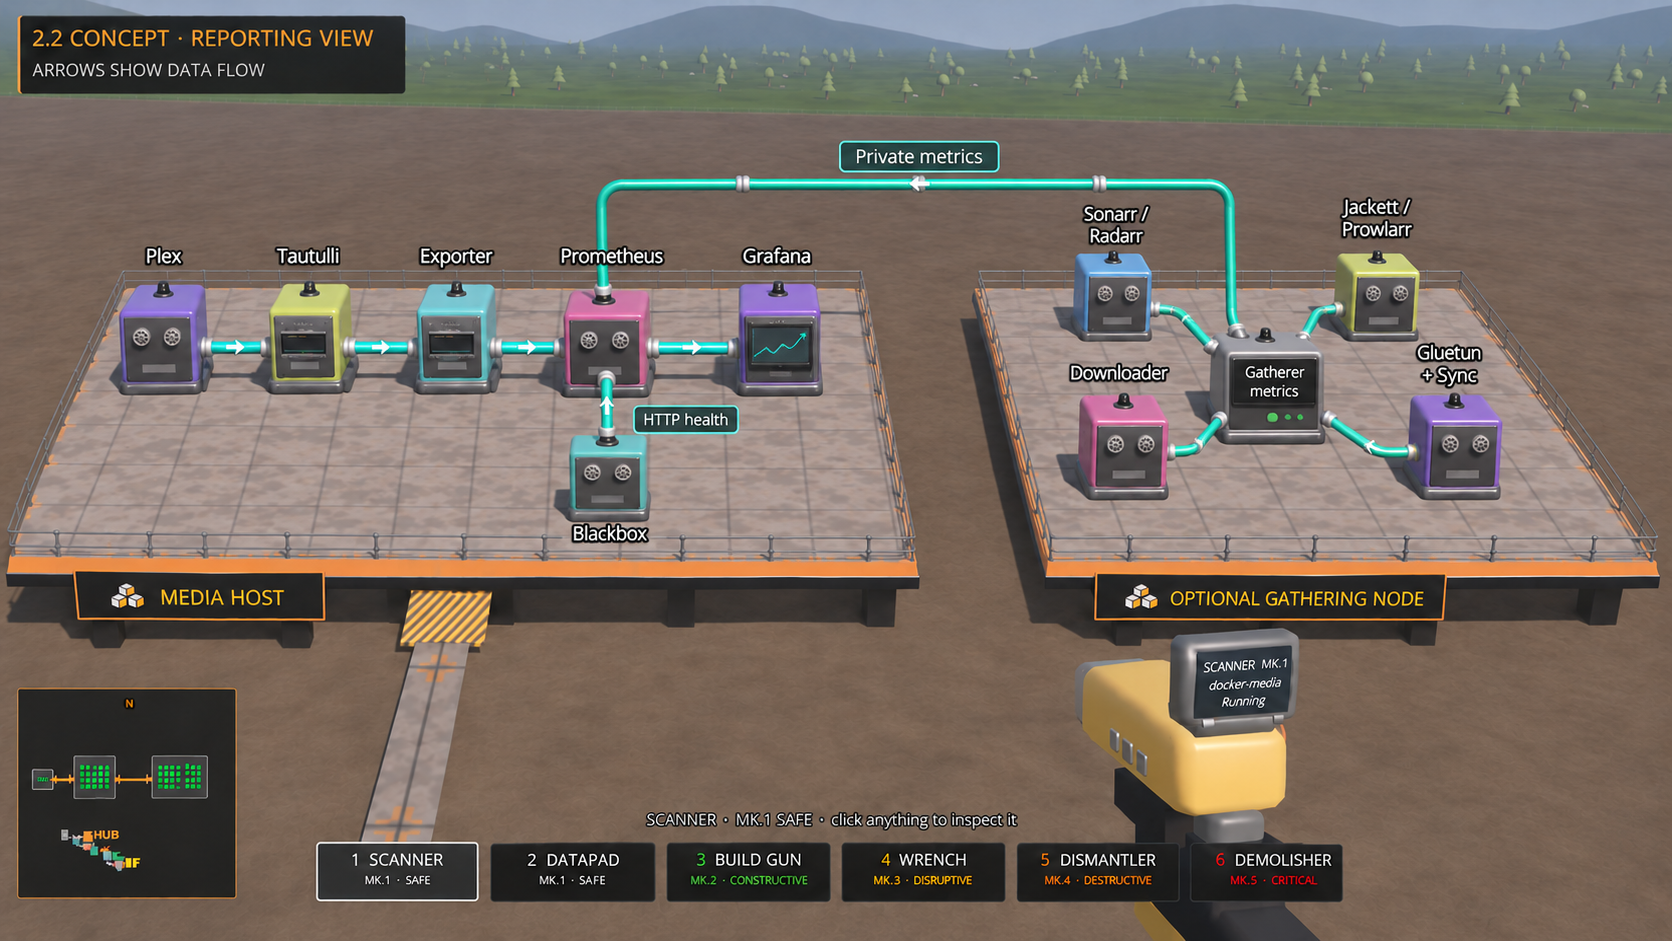 2.2 CONCEPT · REPORTING VIEW
ARROWS SHOW DATA FLOW
Private metrics
Plex
Tautulli
Exporter
Prometheus
Grafana
HTTP health
Blackbox
Sonarr /
Radarr
Jackett /
Prowlarr
Downloader
Gatherer
metrics
Gluetun
+ Sync
MEDIA HOST
OPTIONAL GATHERING NODE
SCANNER MK.1
docker-media
Running
N
HUB
SCANNER · MK.1 SAFE · click anything to inspect it
1 SCANNER
MK.1 · SAFE
2 DATAPAD
MK.1 · SAFE
3 BUILD GUN
MK.2 · CONSTRUCTIVE
4 WRENCH
MK.3 · DISRUPTIVE
5 DISMANTLER
MK.4 · DESTRUCTIVE
6 DEMOLISHER
MK.5 · CRITICAL